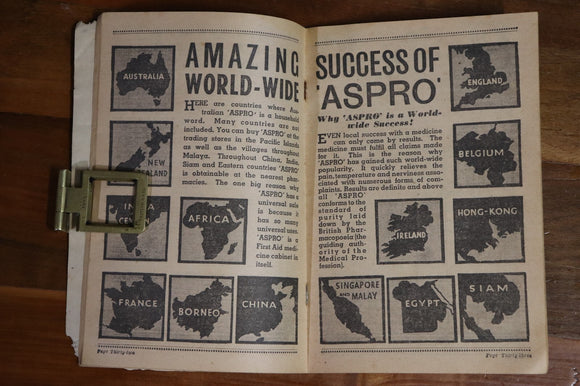 AMAZING
WORLD-WIDE
HERE are countries where Aus-
tralian 'ASPRO' is a household
word. Many countries are not
included. You can buy 'ASPRO' of the
trading stores in the Pacific Islands
as well as the villages throughout
Malaya. Throughout China, India,
Siam and Eastern countries 'ASPRO'
is obtainable at the nearest phar-
macies. The one big reason why
'ASPRO' has a
universal sale
is because it
has so many
universal uses.
'ASPRO' is a
First Aid medi-
cine cabinet in
itself.
AUSTRALIA
NEW
ZEALAND
INDIA
CEYLON
AFRICA
FRANCE
BORNEO
CHINA
Page Thirty-two
SUCCESS OF
'ASPRO'
Why 'ASPRO' is a World-
wide Success!
EVEN local success with a medicine
can only come by results. The
medicine must fulfil all claims made
for it. This is the reason why
'ASPRO' has gained such world-wide
popularity. It quickly relieves the
pain, temperature and nerviness asso-
ciated with numerous forms of com-
plaints. Results are definite and above
all 'ASPRO'
conforms to the
standard of
purity laid
down by the
British Phar-
macopoeia (the
guiding auth-
ority of the
Medical Pro-
fession).
ENGLAND
BELGIUM
IRELAND
HONG-KONG
SINGAPORE
AND MALAY
EGYPT
SIAM
Page Thirty-three